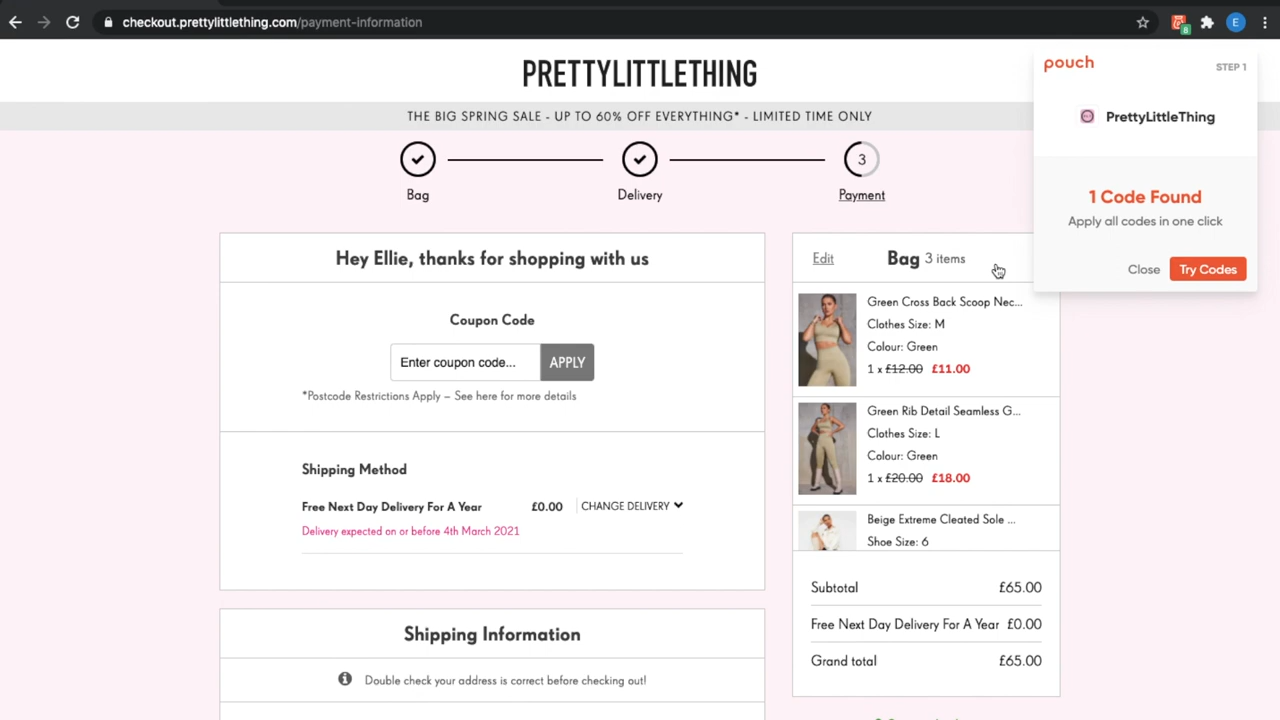 checkout.prettylittlething.com/payment-information
8
E
PRETTYLITTLETHING
THE BIG SPRING SALE - UP TO 60% OFF EVERYTHING* - LIMITED TIME ONLY
3
Bag
Delivery
Payment
Hey Ellie, thanks for shopping with us
Coupon Code
Enter coupon code...
APPLY
*Postcode Restrictions Apply – See here for more details
Shipping Method
Free Next Day Delivery For A Year £0.00 CHANGE DELIVERY
Delivery expected on or before 4th March 2021
Shipping Information
Double check your address is correct before checking out!
Edit
Bag 3 items
Green Cross Back Scoop Nec...
Clothes Size: M
Colour: Green
1 x £12.00 £11.00
Green Rib Detail Seamless G...
Clothes Size: L
Colour: Green
1 x £20.00 £18.00
Beige Extreme Cleated Sole ...
Shoe Size: 6
Subtotal £65.00
Free Next Day Delivery For A Year £0.00
Grand total £65.00
pouch
STEP 1
PrettyLittleThing
1 Code Found
Apply all codes in one click
Close
Try Codes